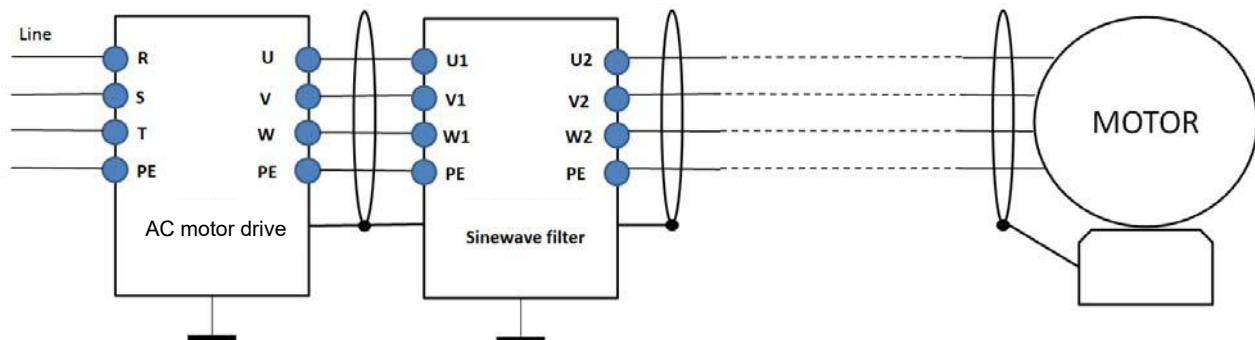 Line
R
U
U1
U2
S
V
V1
V2
T
W
W1
W2
PE
PE
PE
PE
MOTOR
AC motor drive
Sinewave filter